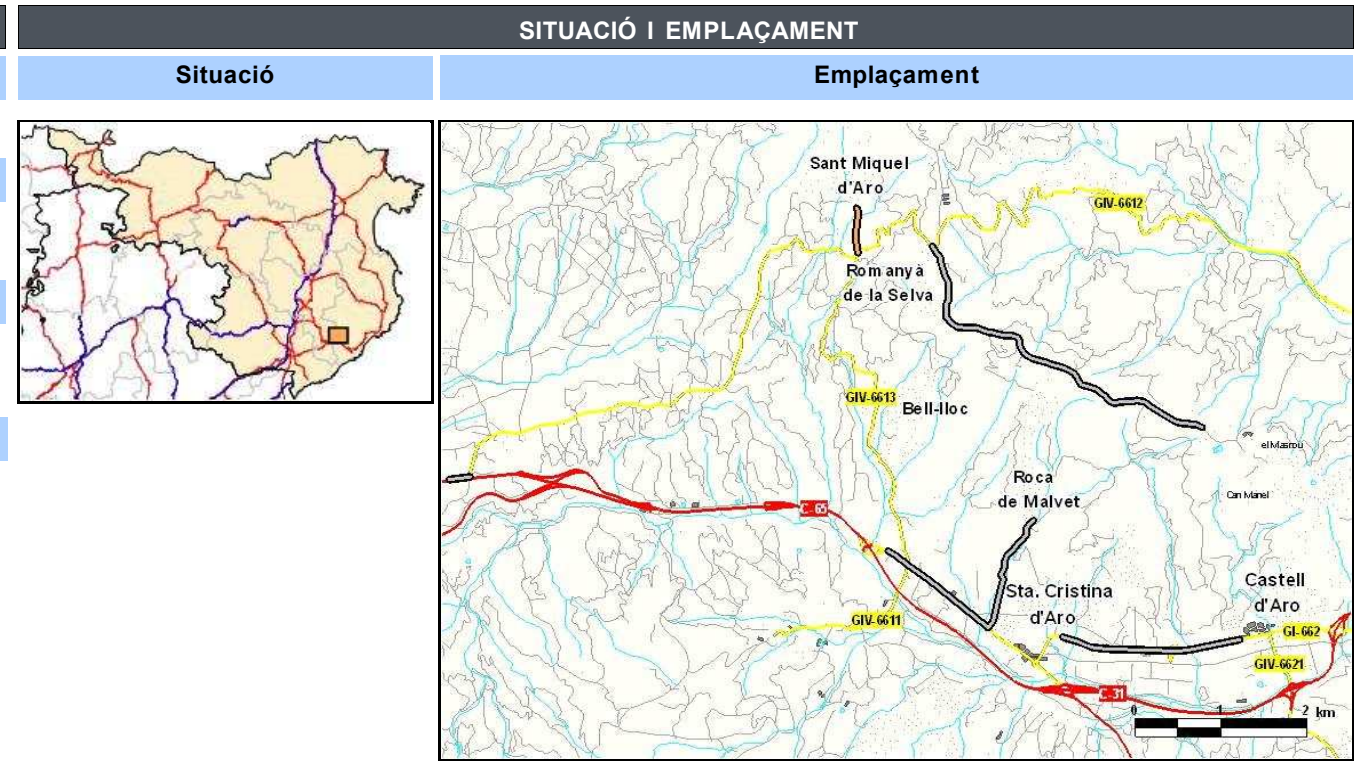 SITUACIÓ I EMPLAÇAMENT
Situació
Emplaçament
Sant Miquel
d'Aro
GIV-6612
Romanyà
de la Selva
GIV-6613
Bell-lloc
el Masnou
Roca
de Malvet
Can Manel
C-65
Sta. Cristina
d'Aro
Castell
d'Aro
GIV-6611
GI-662
GIV-6621
C-31
0 1 2 km